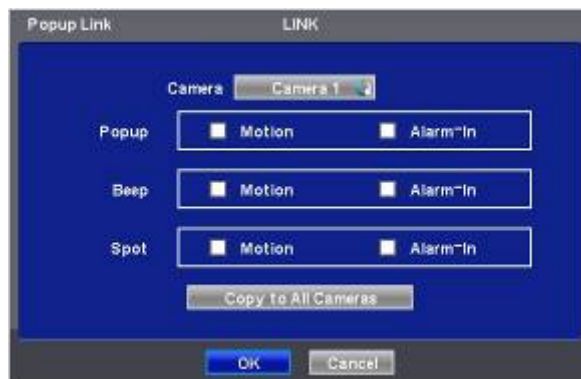 Popup Link LINK
Camera Camera 1
Popup Motion Alarm-In
Beep Motion Alarm-In
Spot Motion Alarm-In
Copy to All Cameras
OK Cancel